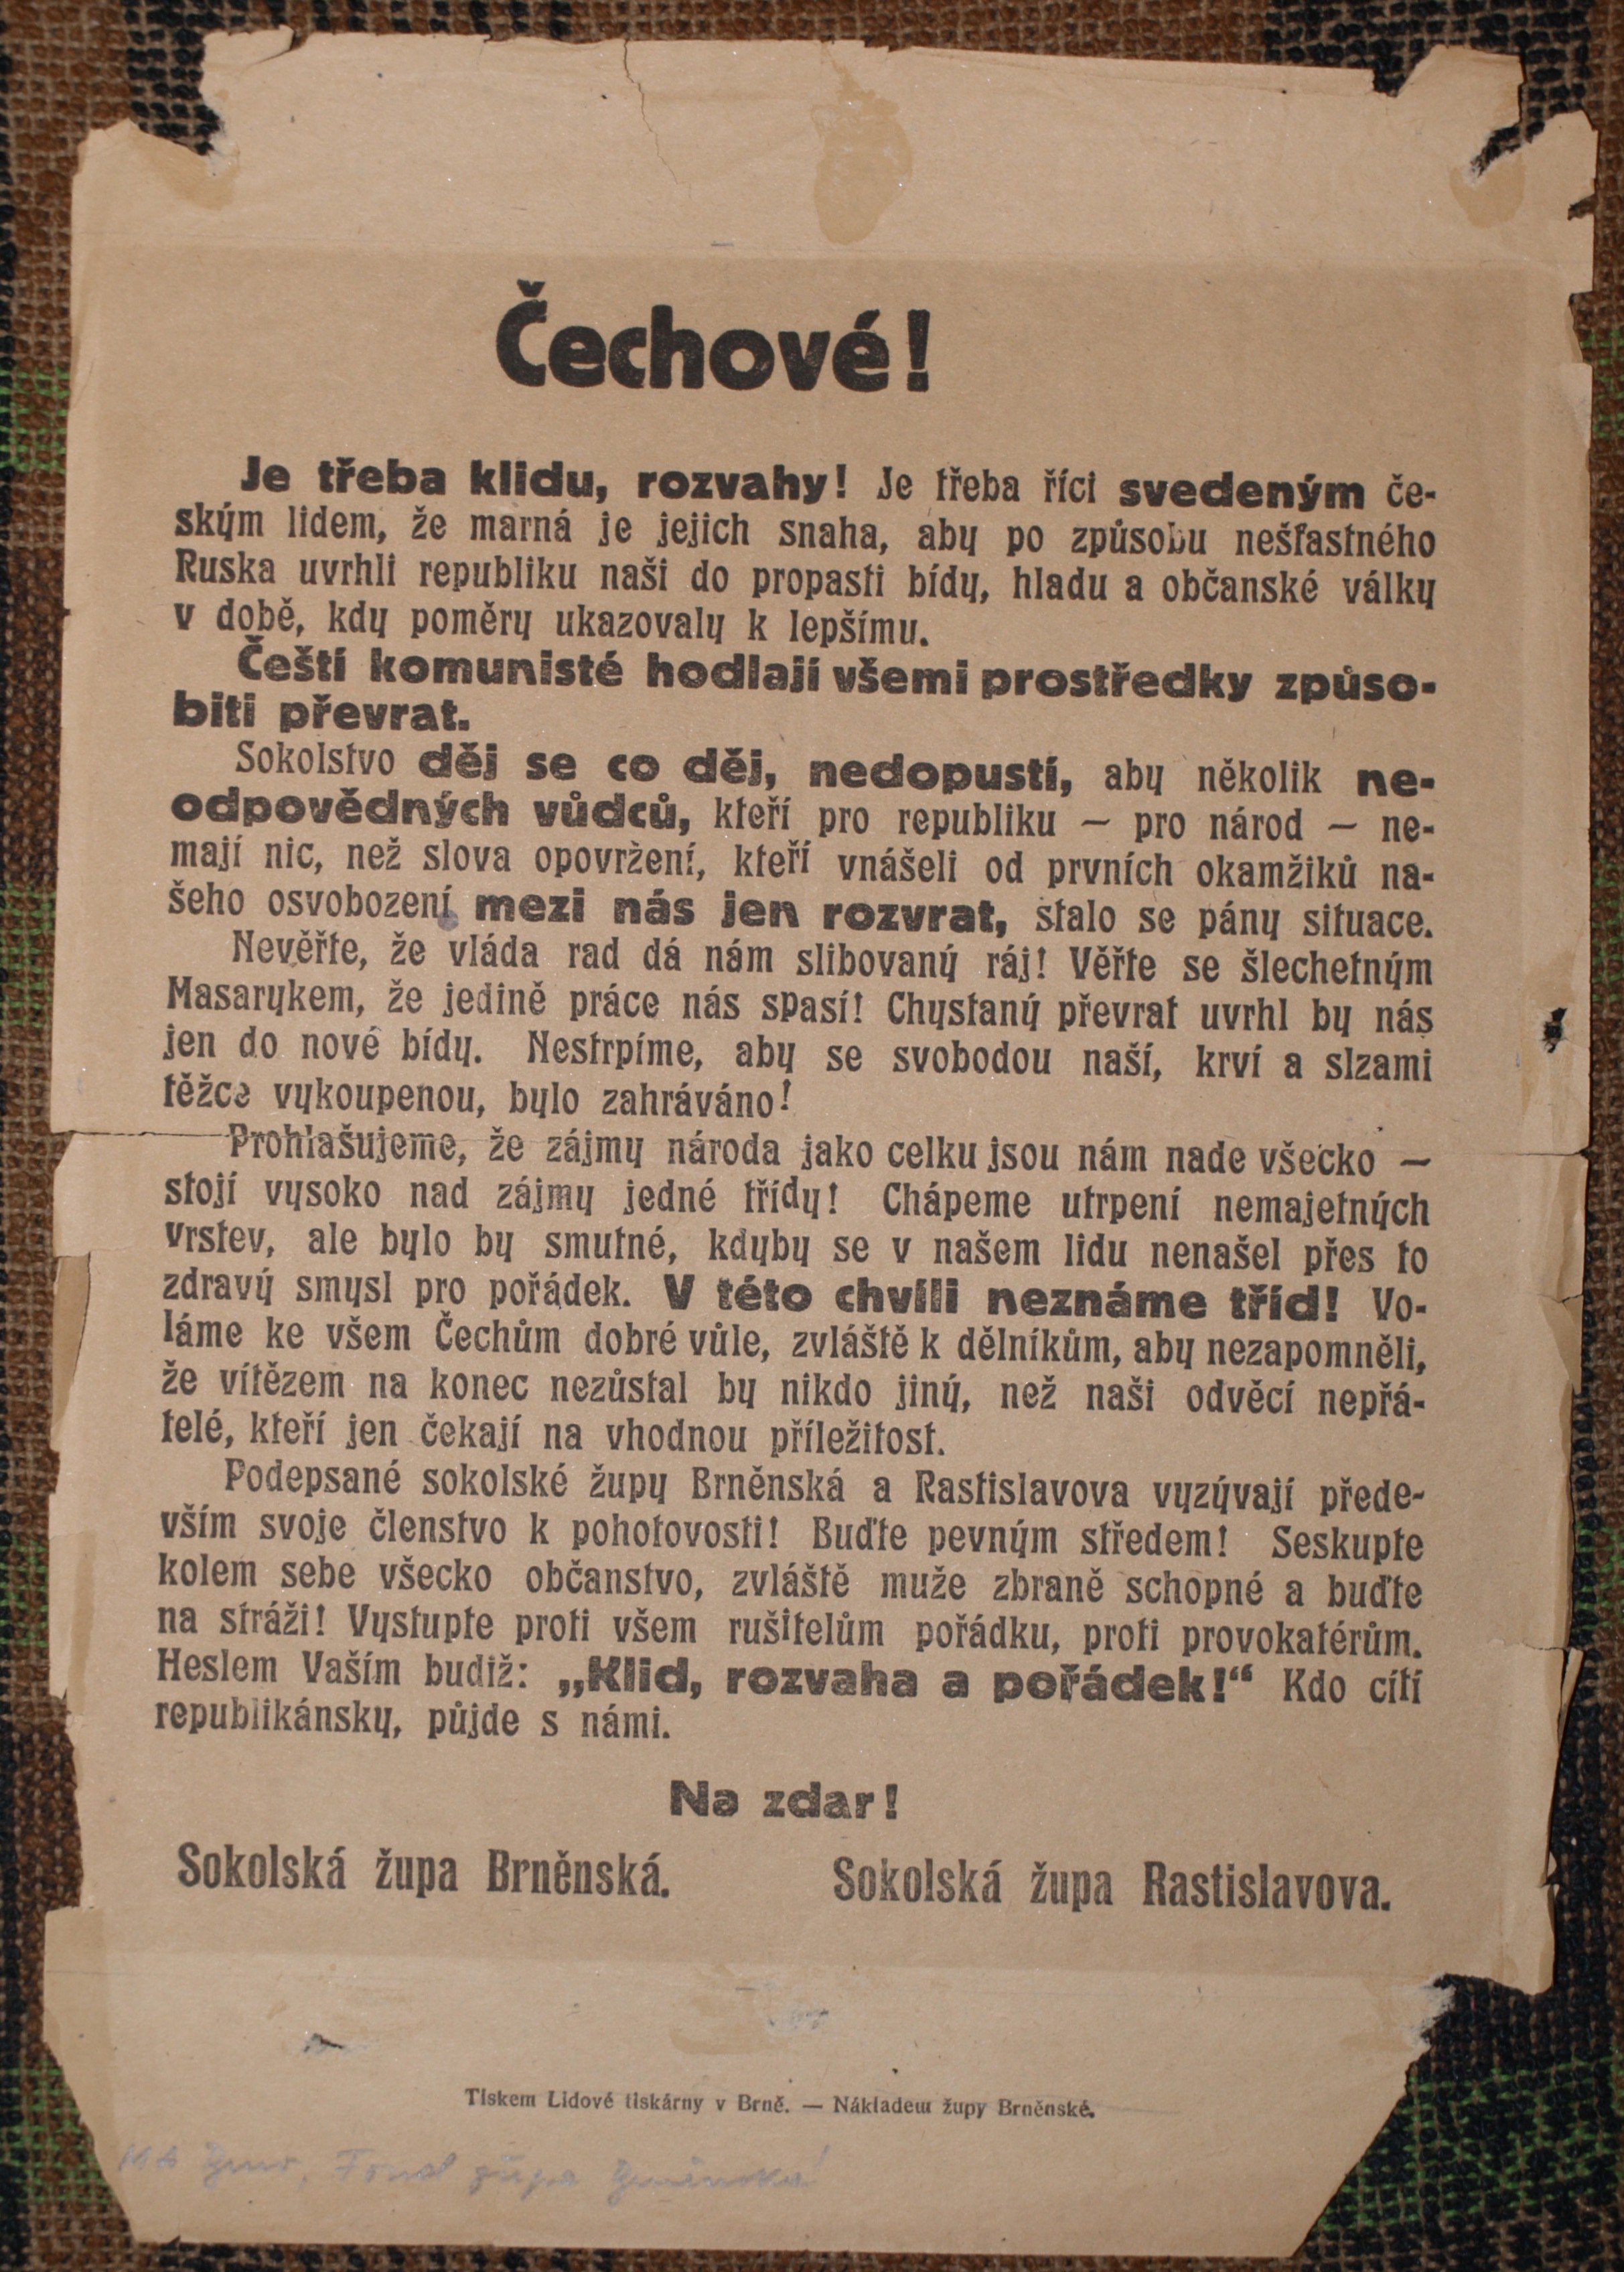 Čechové!
Je třeba klidu, rozvahy! Je třeba říci svedeným če-
ským lidem, že marná je jejich snaha, aby po způsobu nešťastného
Ruska uvrhli republiku naši do propasti bídy, hladu a občanské války
v době, kdy poměry ukazovaly k lepšímu.
Čeští komunisté hodlají všemi prostředky způso-
biti převrat.
Sokolstvo děj se co děj, nedopustí, aby několik ne-
odpovědných vůdců, kteří pro republiku — pro národ — ne-
mají nic, než slova opovržení, kteří vnášeli od prvních okamžiků na-
šeho osvobození mezi nás jen rozvrat, stalo se pány situace.
Nevěřte, že vláda rad dá nám slibovaný ráj! Věřte se šlechetným
Masarykem, že jedině práce nás spasí! Chystaný převrat uvrhl by nás
jen do nové bídy. Nestrpíme, aby se svobodou naší, krví a slzami
těžce vykoupenou, bylo zahráváno!
Prohlašujeme, že zájmy národa jako celku jsou nám nade všecko —
stojí vysoko nad zájmy jedné třídy! Chápeme utrpení nemajetných
vrstev, ale bylo by smutné, kdyby se v našem lidu nenašel přes to
zdravý smysl pro pořádek. V této chvíli neznáme tříd! Vo-
láme ke všem Čechům dobré vůle, zvláště k dělníkům, aby nezapomněli,
že vítězem na konec nezůstal by nikdo jiný, než naši odvěcí nepřá-
telé, kteří jen čekají na vhodnou příležitost.
Podepsané sokolské župy Brněnská a Rastislavova vyzývají přede-
vším svoje členstvo k pohotovosti! Buďte pevným středem! Seskupte
kolem sebe všecko občanstvo, zvláště muže zbraně schopné a buďte
na stráži! Vystupte proti všem rušitelům pořádku, proti provokatérům.
Heslem Vaším budiž: „Klid, rozvaha a pořádek!“ Kdo cítí
republikánsky, půjde s námi.
Na zdar!
Sokolská župa Brněnská. Sokolská župa Rastislavova.
Tiskem Lidové tiskárny v Brně. — Nákladem župy Brněnské.
Fond župa